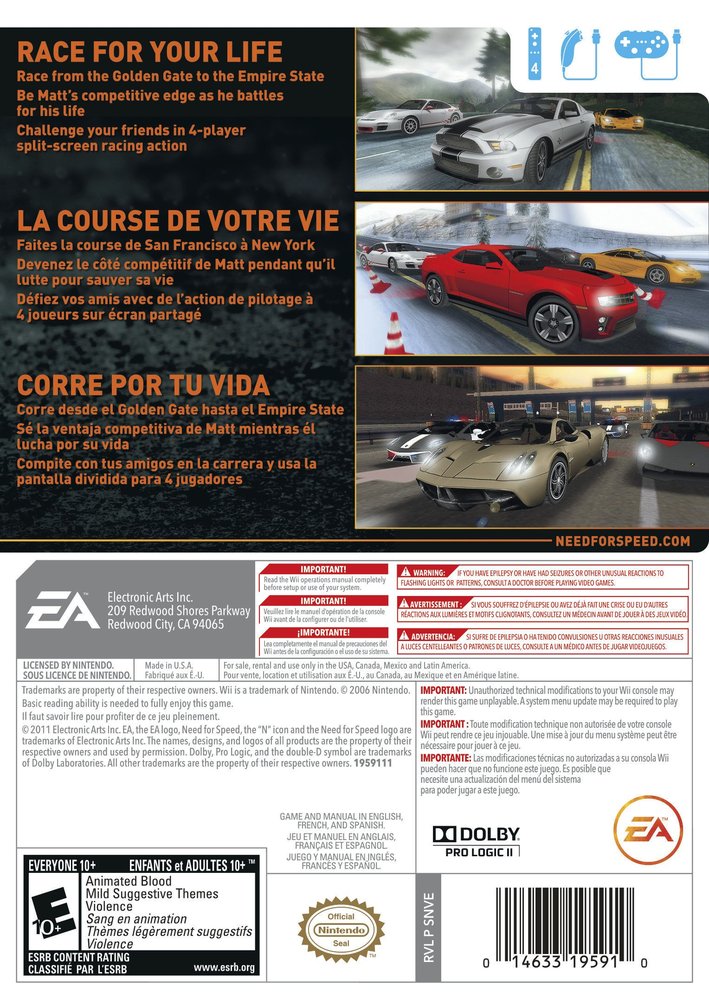 RACE FOR YOUR LIFE
Race from the Golden Gate to the Empire State
Be Matt's competitive edge as he battles
for his life
Challenge your friends in 4-player
split-screen racing action
4
LA COURSE DE VOTRE VIE
Faites la course de San Francisco à New York
Devenez le côté compétitif de Matt pendant qu'il
lutte pour sauver sa vie
Défiez vos amis avec de l'action de pilotage à
4 joueurs sur écran partagé
CORRE POR TU VIDA
Corre desde el Golden Gate hasta el Empire State
Sé la ventaja competitiva de Matt mientras él
lucha por su vida
Compite con tus amigos en la carrera y usa la
pantalla dividida para 4 jugadores
NEEDFORSPEED.COM
EA™
Electronic Arts Inc.
209 Redwood Shores Parkway
Redwood City, CA 94065
IMPORTANT!
Read the Wii operations manual completely
before setup or use of your system.
IMPORTANT!
Veuillez lire le manuel d'opération de la console
Wii avant de la configurer ou de l'utiliser.
¡IMPORTANTE!
Lea completamente el manual de precauciones del
Wii antes de la configuración o el uso de su sistema.
WARNING: IF YOU HAVE EPILEPSY OR HAVE HAD SEIZURES OR OTHER UNUSUAL REACTIONS TO
FLASHING LIGHTS OR PATTERNS, CONSULT A DOCTOR BEFORE PLAYING VIDEO GAMES.
AVERTISSEMENT: SI VOUS SOUFFREZ D'ÉPILEPSIE OU AVEZ DÉJÀ FAIT UNE CRISE OU EU D'AUTRES
RÉACTIONS AUX LUMIÈRES ET MOTIFS CLIGNOTANTS, CONSULTEZ UN MÉDECIN AVANT DE JOUER À DES JEUX VIDÉO.
ADVERTENCIA: SI SUFRE DE EPILEPSIA O HA TENIDO CONVULSIONES U OTRAS REACCIONES INUSUALES
A LUCES CENTELLEANTES O PATRONES DE LUCES, CONSULTE A UN MÉDICO ANTES DE JUGAR VIDEOJUEGOS.
LICENSED BY NINTENDO.
SOUS LICENCE DE NINTENDO.
Made in U.S.A.
Fabriqué aux É.-U.
For sale, rental and use only in the USA, Canada, Mexico and Latin America.
Pour vente, location et utilisation aux É.-U., au Canada, au Mexique et en Amérique latine.
Trademarks are property of their respective owners. Wii is a trademark of Nintendo. © 2006 Nintendo.
Basic reading ability is needed to fully enjoy this game.
Il faut savoir lire pour profiter de ce jeu pleinement.
© 2011 Electronic Arts Inc. EA, the EA logo, Need for Speed, the "N" icon and the Need for Speed logo are
trademarks of Electronic Arts Inc. The names, designs, and logos of all products are the property of their
respective owners and used by permission. Dolby, Pro Logic, and the double-D symbol are trademarks
of Dolby Laboratories. All other trademarks are the property of their respective owners. 1959111
IMPORTANT: Unauthorized technical modifications to your Wii console may
render this game unplayable. A system menu update may be required to play
this game.
IMPORTANT : Toute modification technique non autorisée de votre console
Wii peut rendre ce jeu injouable. Une mise à jour du menu système peut être
nécessaire pour jouer à ce jeu.
IMPORTANTE: Las modificaciones técnicas no autorizadas a su consola Wii
pueden hacer que no funcione este juego. Es posible que
necesite una actualización del menú del sistema
para poder jugar a este juego.
GAME AND MANUAL IN ENGLISH,
FRENCH, AND SPANISH.
JEU ET MANUEL EN ANGLAIS,
FRANÇAIS ET ESPAGNOL.
JUEGO Y MANUAL EN INGLÉS,
FRANCÉS Y ESPAÑOL.
DOLBY
PRO LOGIC II
EA™
EVERYONE 10+ ENFANTS et ADULTES 10+ ™
E
10+
Animated Blood
Mild Suggestive Themes
Violence
Sang en animation
Thèmes légèrement suggestifs
Violence
ESRB CONTENT RATING
CLASSIFIÉ PAR L'ESRB
www.esrb.org
Official
Nintendo
Seal
™
RVL P SNVE
0 14633 19591 0